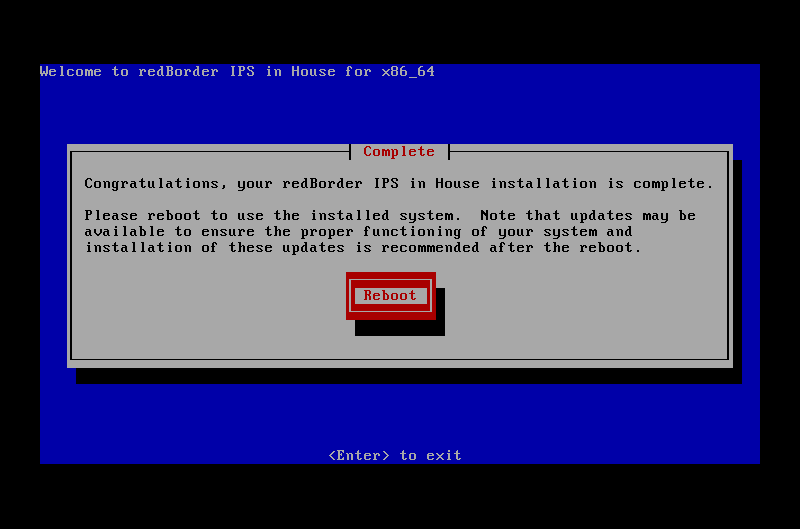 Welcome to redBorder IPS in House for x86_64
Complete
Congratulations, your redBorder IPS in House installation is complete.
Please reboot to use the installed system.  Note that updates may be
available to ensure the proper functioning of your system and
installation of these updates is recommended after the reboot.
Reboot
<Enter> to exit